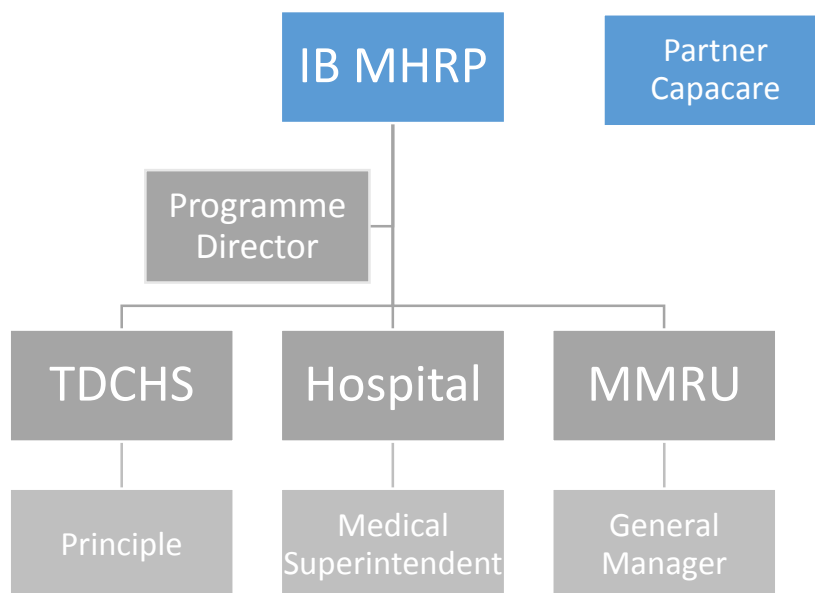 IB MHRP
Partner
Capacare
Programme
Director
TDCHS
Hospital
MMRU
Principle
Medical
Superintendent
General
Manager